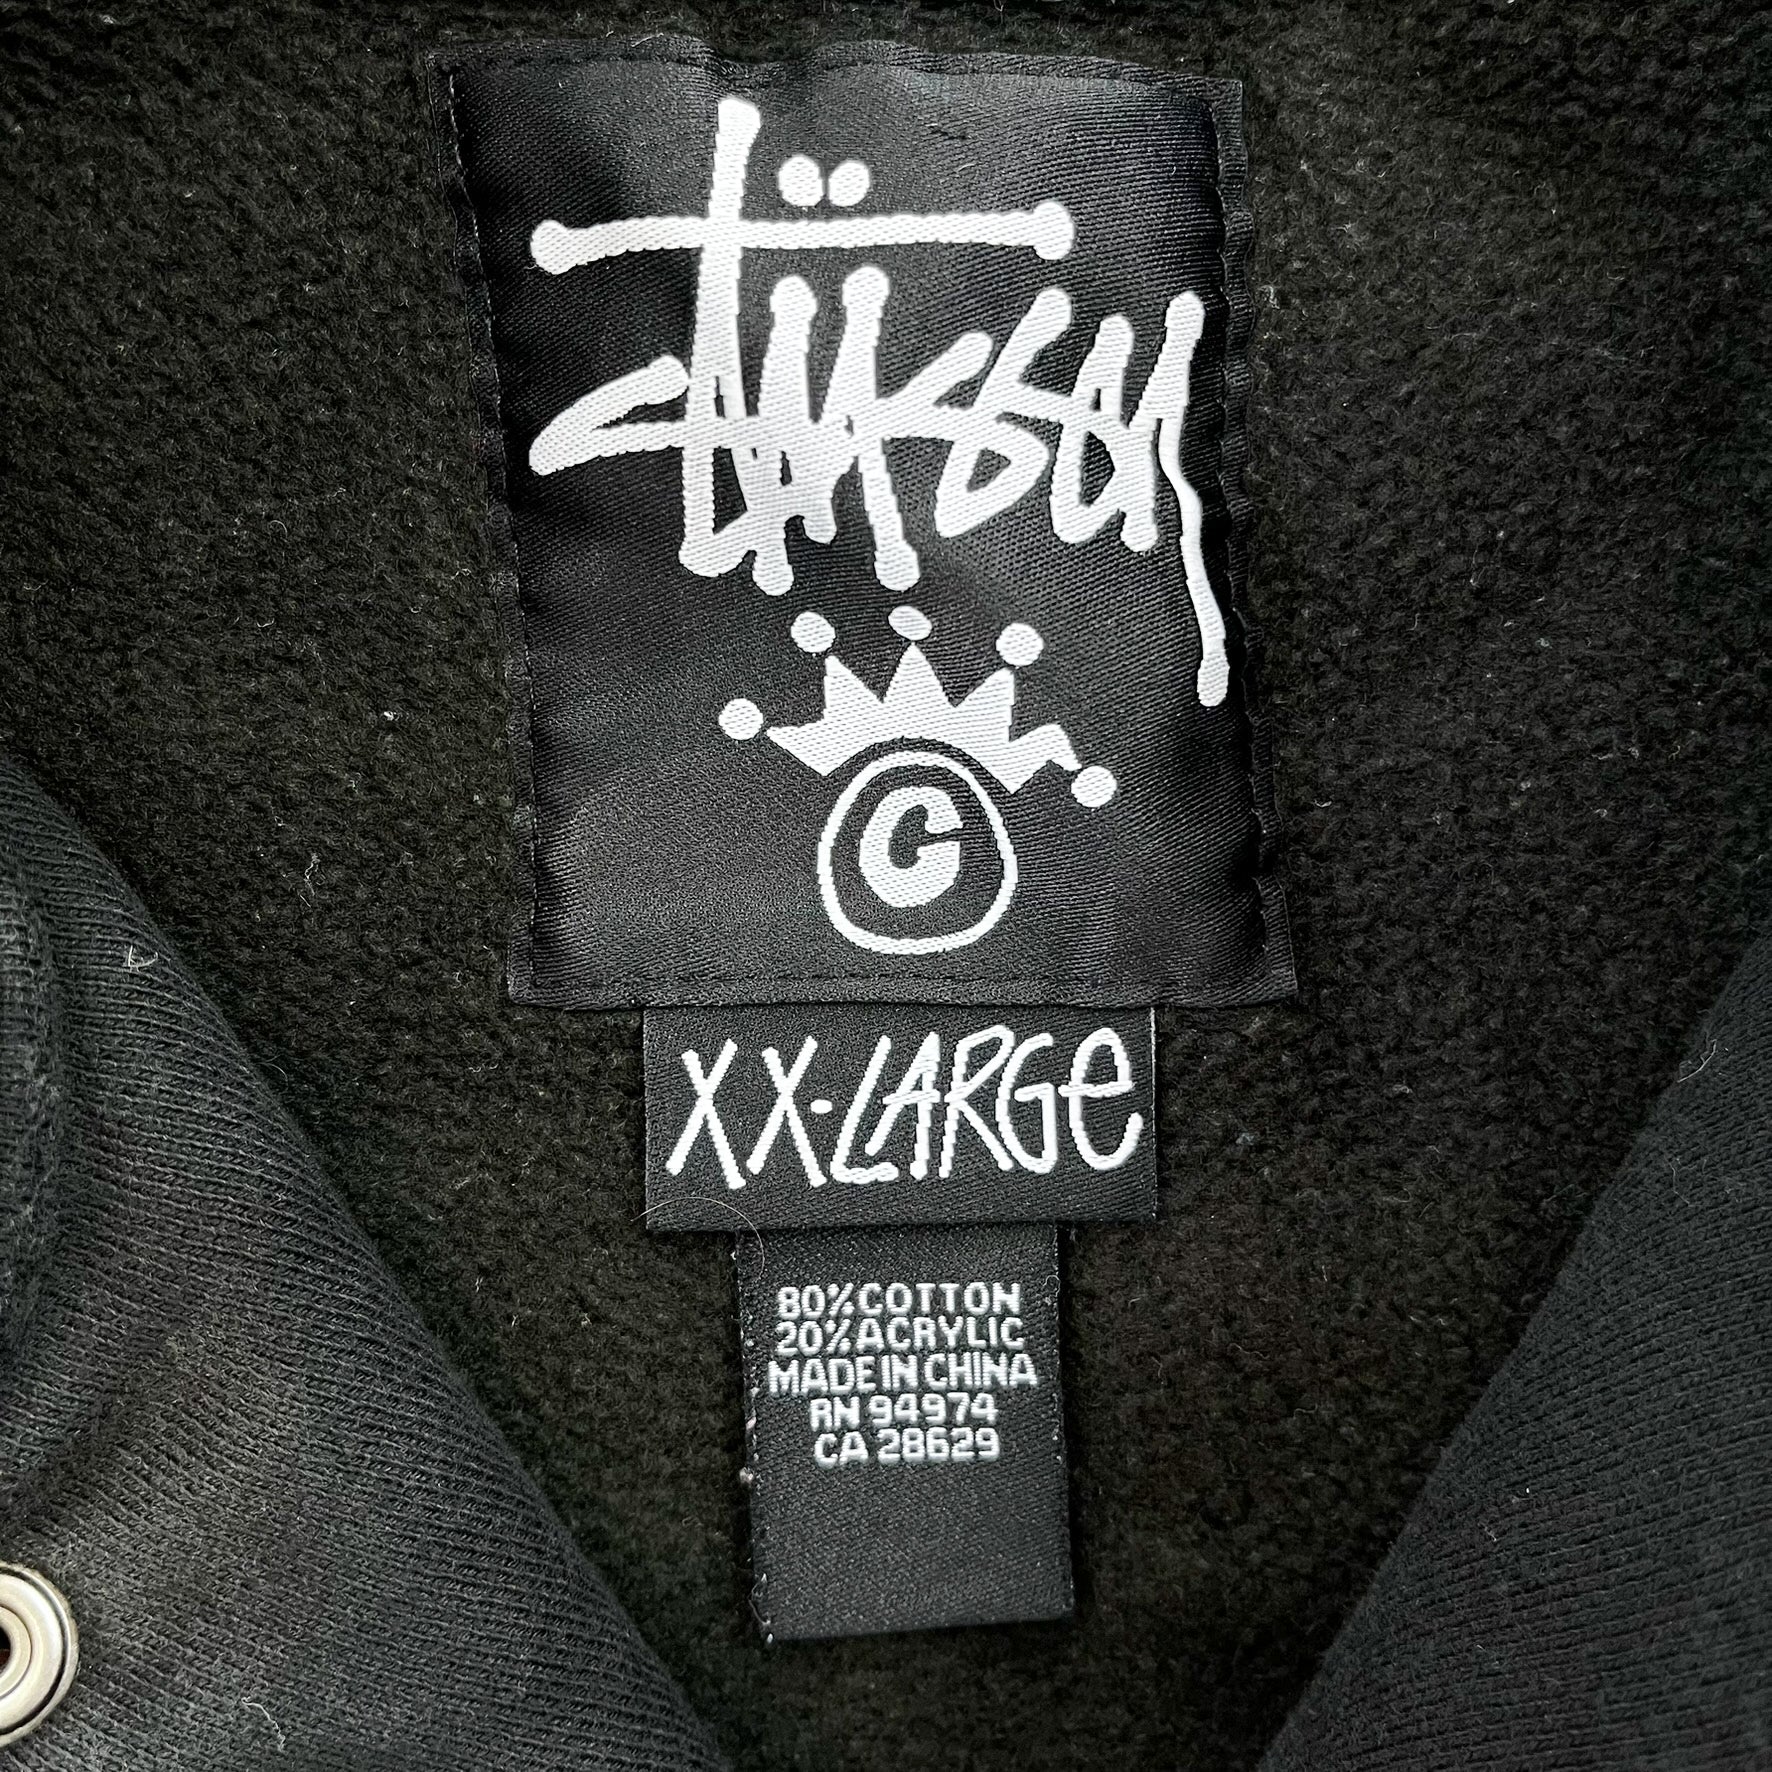 Stüssy
©
XX-LARGe
80%COTTON
20%ACRYLIC
MADE IN CHINA
RN 94974
CA 28629